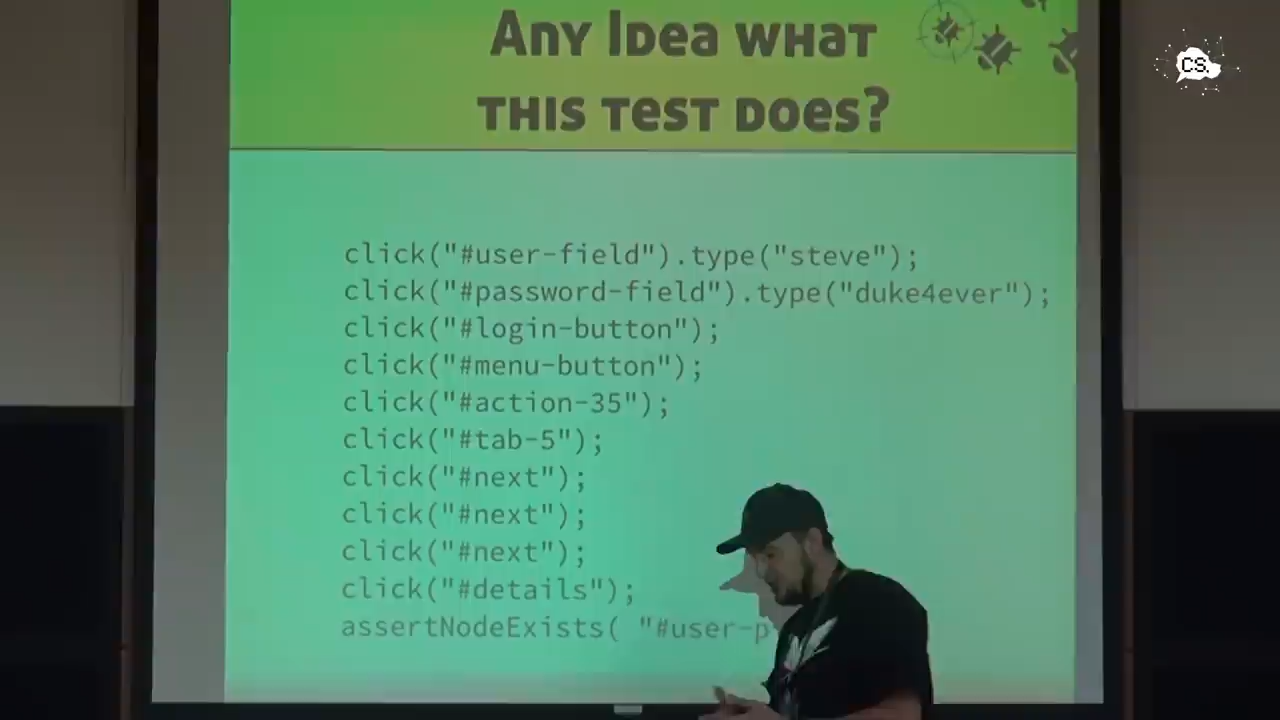 Any Idea what
this test does?
CS.
click("#user-field").type("steve");
click("#password-field").type("duke4ever");
click("#login-button");
click("#menu-button");
click("#action-35");
click("#tab-5");
click("#next");
click("#next");
click("#next");
click("#details");
assertNodeExists( "#user-p